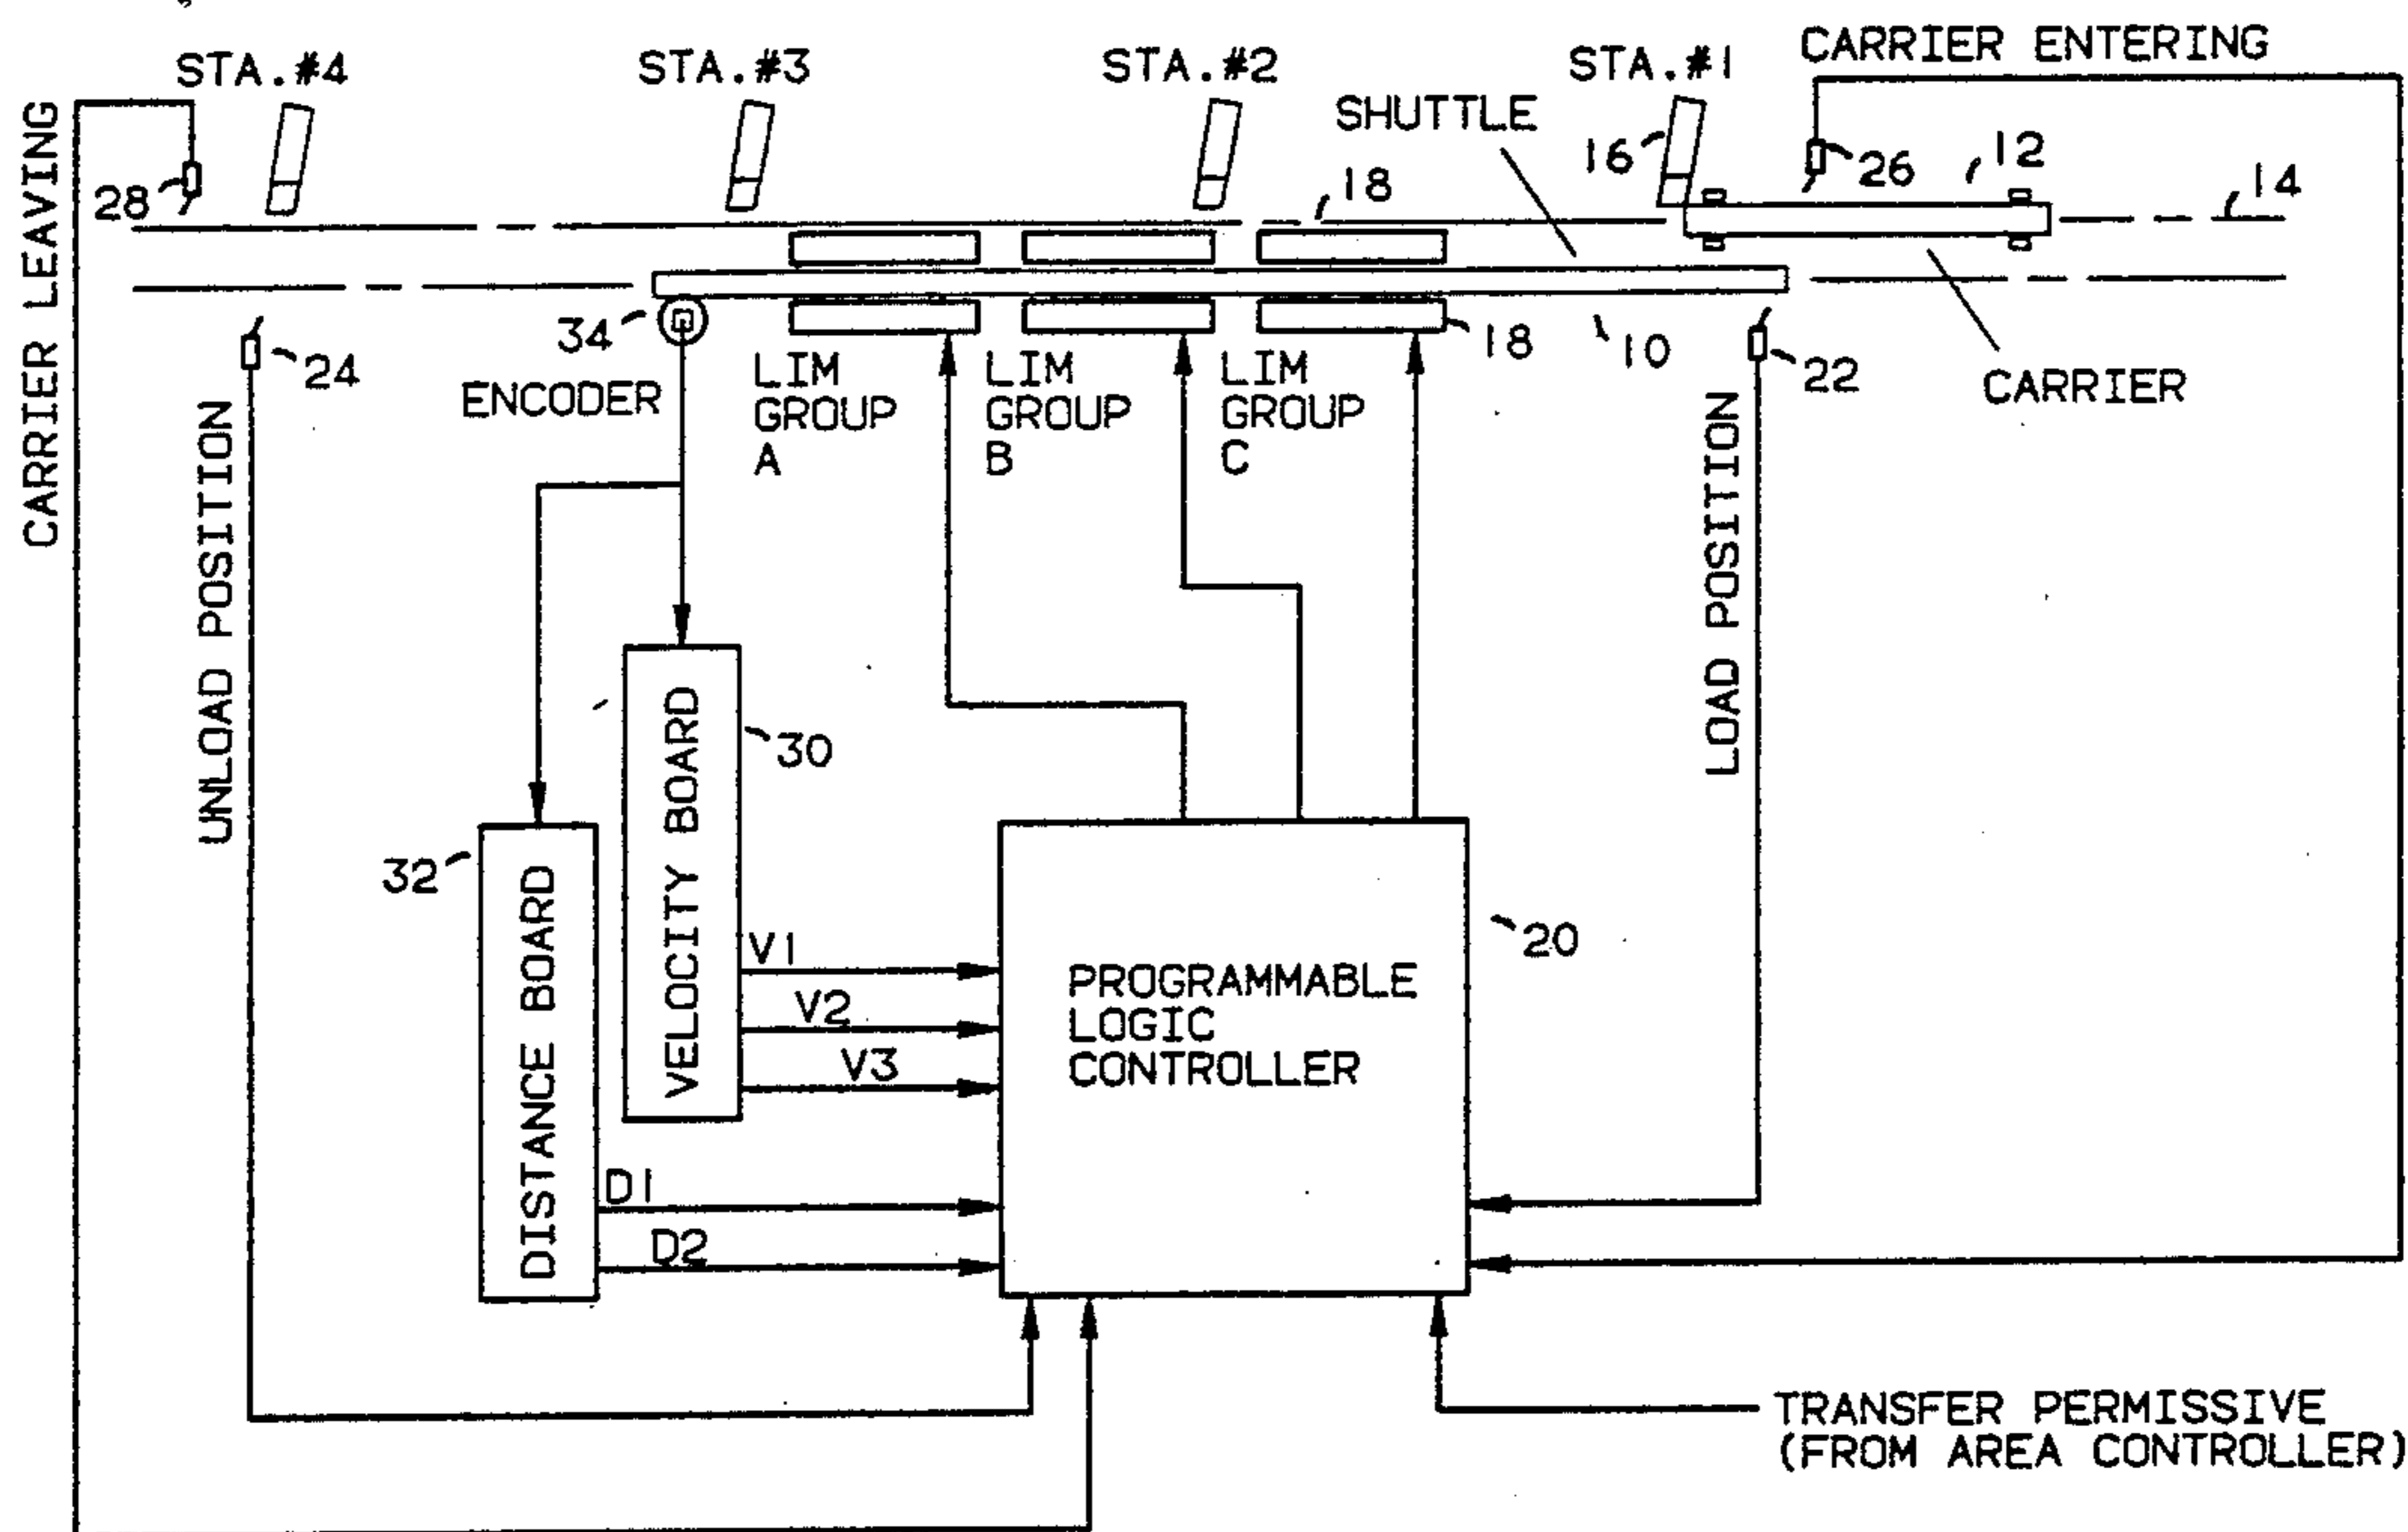 STA.#4
STA.#3
STA.#2
STA.#1
CARRIER ENTERING
SHUTTLE
CARRIER LEAVING
28
16
26
12
14
18
34
24
ENCODER
LIM
GROUP
A
LIM
GROUP
B
LIM
GROUP
C
18
10
22
CARRIER
UNLOAD POSITION
LOAD POSITION
30
VELOCITY BOARD
32
DISTANCE BOARD
20
V1
V2
V3
D1
D2
PROGRAMMABLE
LOGIC
CONTROLLER
TRANSFER PERMISSIVE
(FROM AREA CONTROLLER)